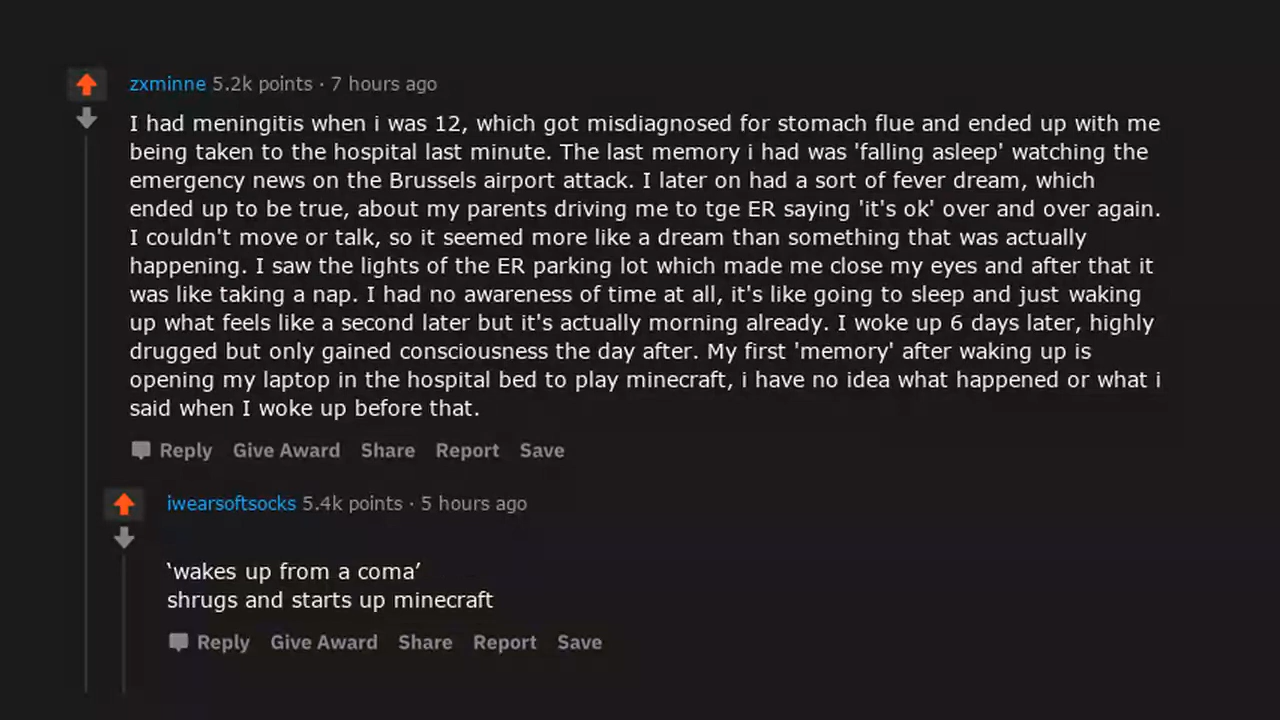 zxminne 5.2k points · 7 hours ago
I had meningitis when i was 12, which got misdiagnosed for stomach flue and ended up with me
being taken to the hospital last minute. The last memory i had was 'falling asleep' watching the
emergency news on the Brussels airport attack. I later on had a sort of fever dream, which
ended up to be true, about my parents driving me to tge ER saying 'it's ok' over and over again.
I couldn't move or talk, so it seemed more like a dream than something that was actually
happening. I saw the lights of the ER parking lot which made me close my eyes and after that it
was like taking a nap. I had no awareness of time at all, it's like going to sleep and just waking
up what feels like a second later but it's actually morning already. I woke up 6 days later, highly
drugged but only gained consciousness the day after. My first 'memory' after waking up is
opening my laptop in the hospital bed to play minecraft, i have no idea what happened or what i
said when I woke up before that.
Reply Give Award Share Report Save
iwearsoftsocks 5.4k points · 5 hours ago
‘wakes up from a coma’
shrugs and starts up minecraft
Reply Give Award Share Report Save